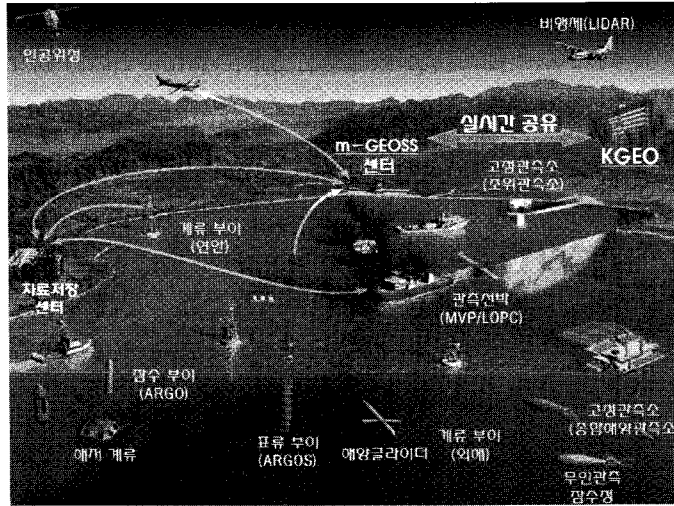 인공위성
비행체(LIDAR)
m-GEOSS
센터
실시간 공유
KGEO
고정관측소
(조위관측소)
계류 부이
(연안)
자료저장
센터
관측선박
(MVP/LOPC)
잠수 부이
(ARGO)
해저 계류
표류 부이
(ARGOS)
해양글라이더
계류 부이
(외해)
고정관측소
(종합해양관측소)
무인관측
잠수정